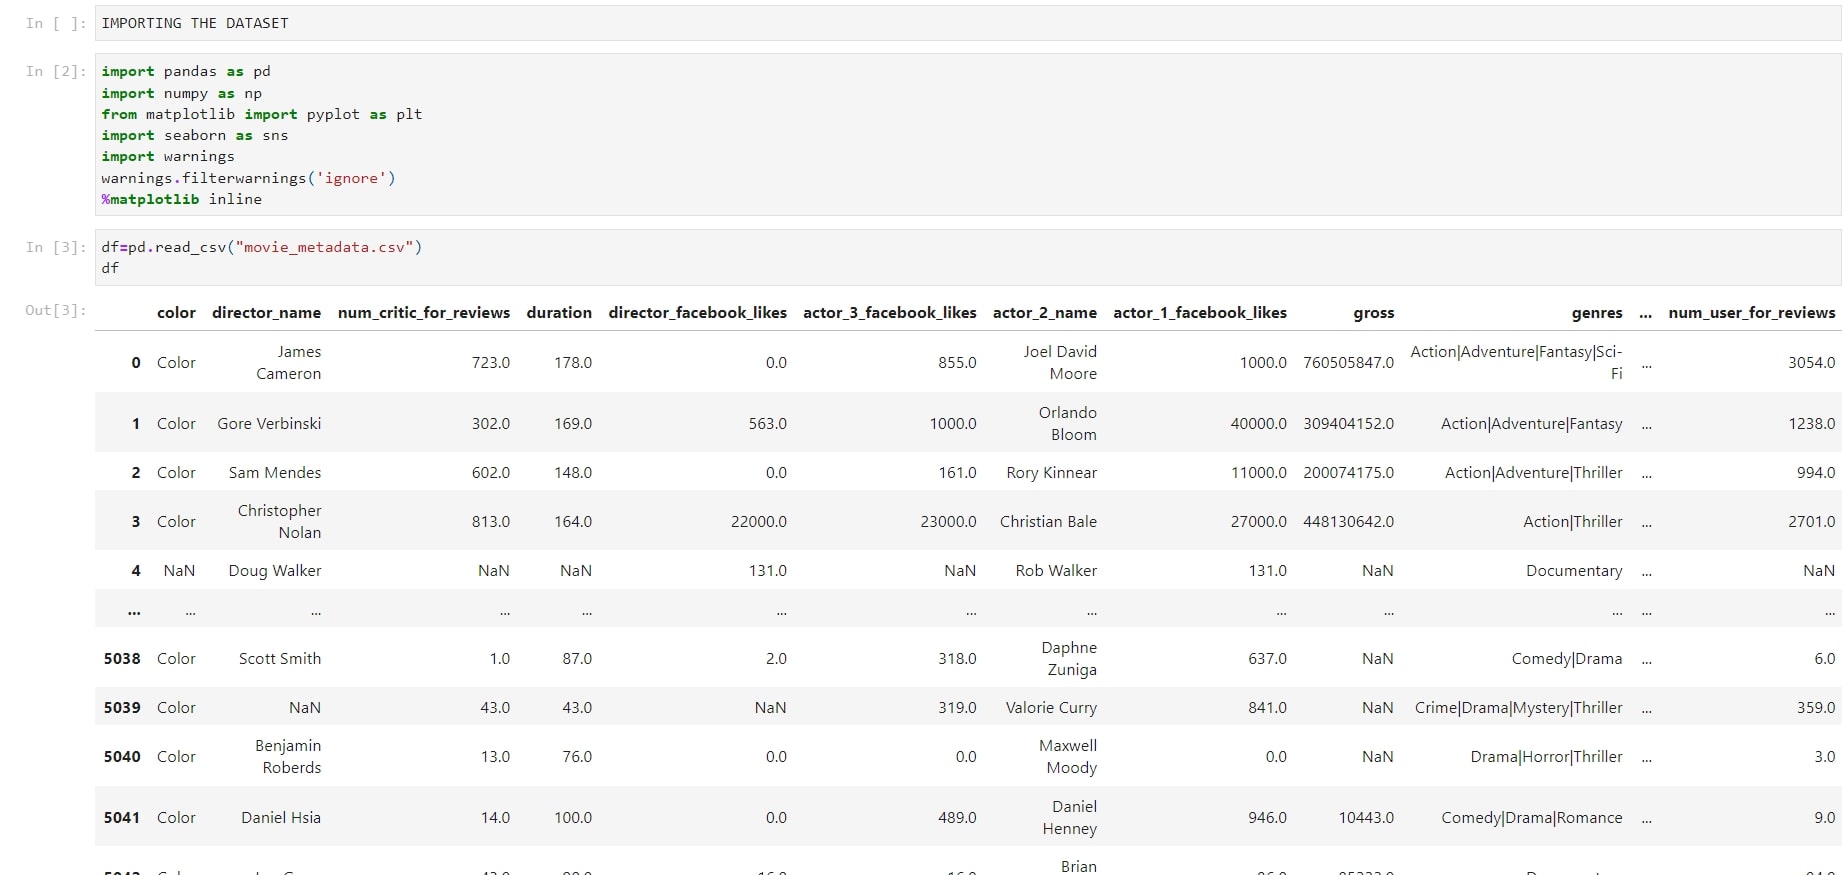 In [ ]: IMPORTING THE DATASET
In [2]: import pandas as pd
import numpy as np
from matplotlib import pyplot as plt
import seaborn as sns
import warnings
warnings.filterwarnings('ignore')
%matplotlib inline
In [3]: df=pd.read_csv("movie_metadata.csv")
df
Out[3]:
color director_name num_critic_for_reviews duration director_facebook_likes actor_3_facebook_likes actor_2_name actor_1_facebook_likes gross genres ... num_user_for_reviews
0 Color James Cameron 723.0 178.0 0.0 855.0 Joel David Moore 1000.0 760505847.0 Action|Adventure|Fantasy|Sci-Fi ... 3054.0
1 Color Gore Verbinski 302.0 169.0 563.0 1000.0 Orlando Bloom 40000.0 309404152.0 Action|Adventure|Fantasy ... 1238.0
2 Color Sam Mendes 602.0 148.0 0.0 161.0 Rory Kinnear 11000.0 200074175.0 Action|Adventure|Thriller ... 994.0
3 Color Christopher Nolan 813.0 164.0 22000.0 23000.0 Christian Bale 27000.0 448130642.0 Action|Thriller ... 2701.0
4 NaN Doug Walker NaN NaN 131.0 NaN Rob Walker 131.0 NaN Documentary ... NaN
... ... ... ... ... ... ... ... ... ... ... ... ...
5038 Color Scott Smith 1.0 87.0 2.0 318.0 Daphne Zuniga 637.0 NaN Comedy|Drama ... 6.0
5039 Color NaN 43.0 43.0 NaN 319.0 Valorie Curry 841.0 NaN Crime|Drama|Mystery|Thriller ... 359.0
5040 Color Benjamin Roberds 13.0 76.0 0.0 0.0 Maxwell Moody 0.0 NaN Drama|Horror|Thriller ... 3.0
5041 Color Daniel Hsia 14.0 100.0 0.0 489.0 Daniel Henney 946.0 10443.0 Comedy|Drama|Romance ... 9.0
Brian